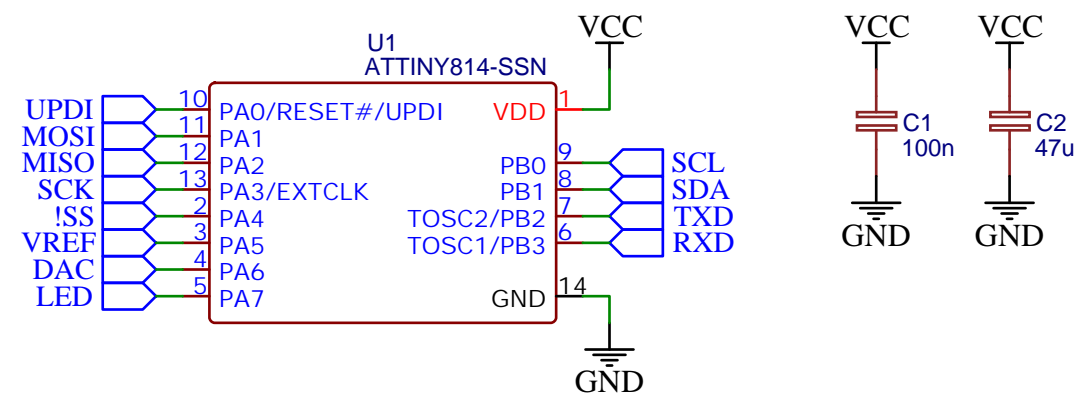 U1
ATTINY814-SSN
VCC
UPDI 10 PA0/RESET#/UPDI VDD 1
MOSI 11 PA1
MISO 12 PA2 PB0 9 SCL
SCK 13 PA3/EXTCLK PB1 8 SDA
!SS 2 PA4 TOSC2/PB2 7 TXD
VREF 3 PA5 TOSC1/PB3 6 RXD
DAC 4 PA6
LED 5 PA7 GND 14
GND
VCC
C1
100n
GND
VCC
C2
47u
GND